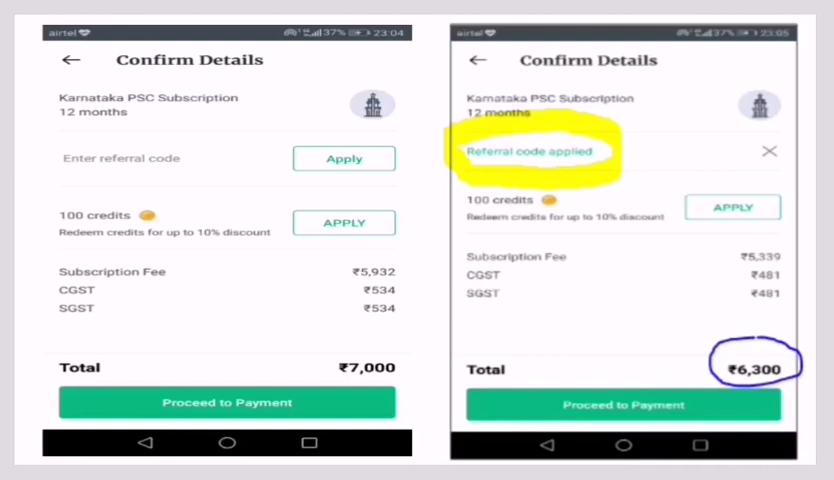 airtel
37%
23:04
Confirm Details
Karnataka PSC Subscription
12 months
Enter referral code
Apply
100 credits
Redeem credits for up to 10% discount
APPLY
Subscription Fee ₹5,932
CGST ₹534
SGST ₹534
Total ₹7,000
Proceed to Payment
airtel
37%
23:05
Confirm Details
Karnataka PSC Subscription
12 months
Referral code applied
100 credits
Redeem credits for up to 10% discount
APPLY
Subscription Fee ₹5,339
CGST ₹481
SGST ₹481
Total ₹6,300
Proceed to Payment